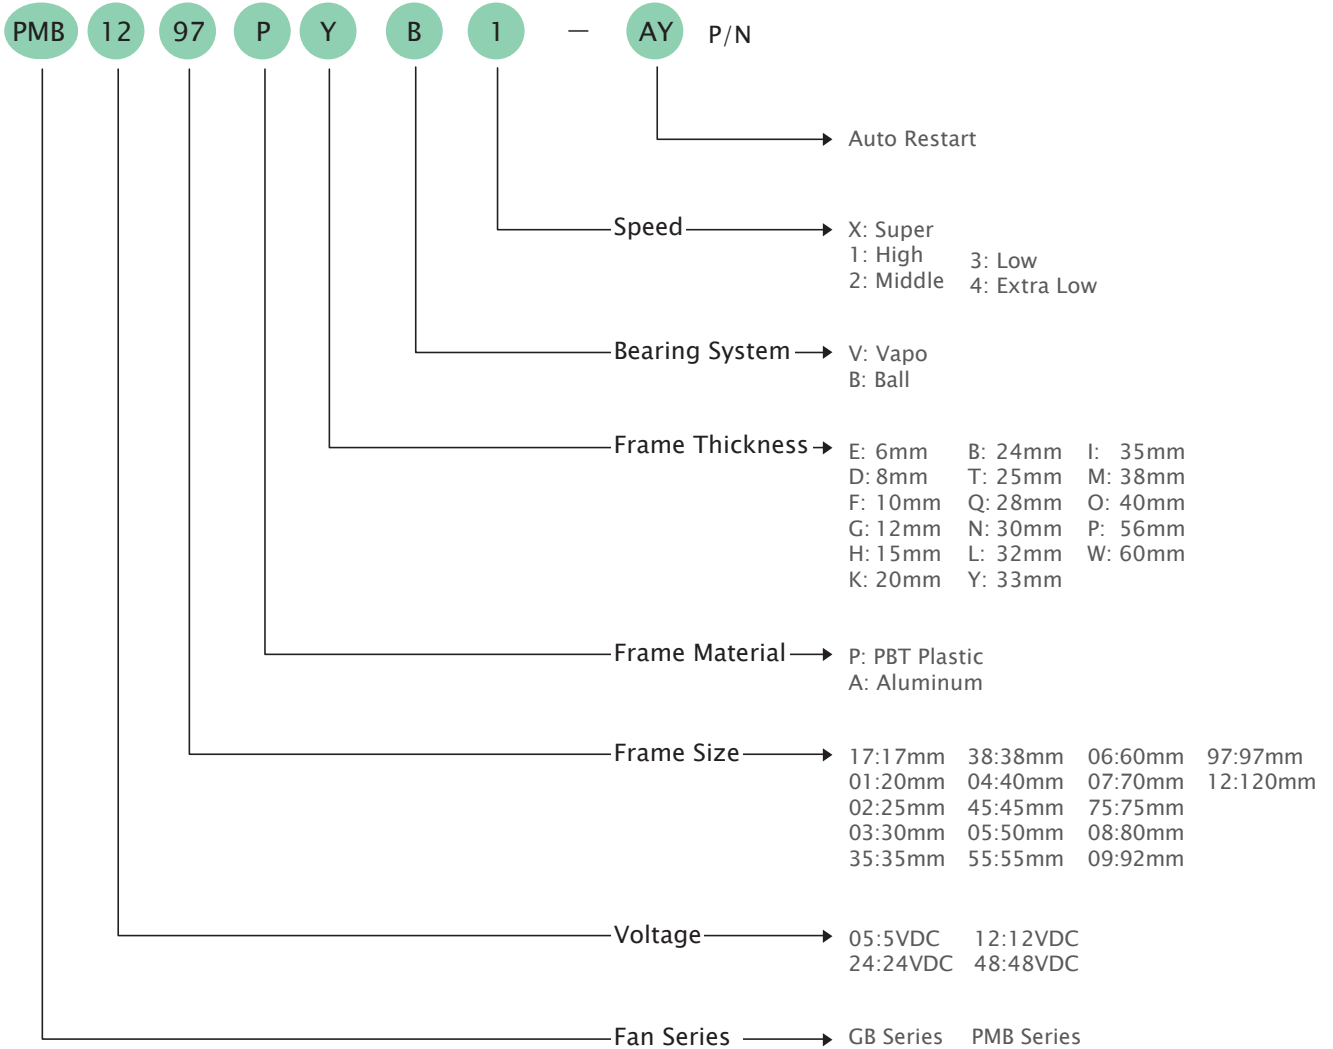 PMB 12 97 P Y B 1 — AY P/N
Auto Restart
Speed
X: Super
1: High
2: Middle
3: Low
4: Extra Low
Bearing System
V: Vapo
B: Ball
Frame Thickness
E: 6mm B: 24mm I: 35mm
D: 8mm T: 25mm M: 38mm
F: 10mm Q: 28mm O: 40mm
G: 12mm N: 30mm P: 56mm
H: 15mm L: 32mm W: 60mm
K: 20mm Y: 33mm
Frame Material
P: PBT Plastic
A: Aluminum
Frame Size
17:17mm 38:38mm 06:60mm 97:97mm
01:20mm 04:40mm 07:70mm 12:120mm
02:25mm 45:45mm 75:75mm
03:30mm 05:50mm 08:80mm
35:35mm 55:55mm 09:92mm
Voltage
05:5VDC 12:12VDC
24:24VDC 48:48VDC
Fan Series
GB Series PMB Series